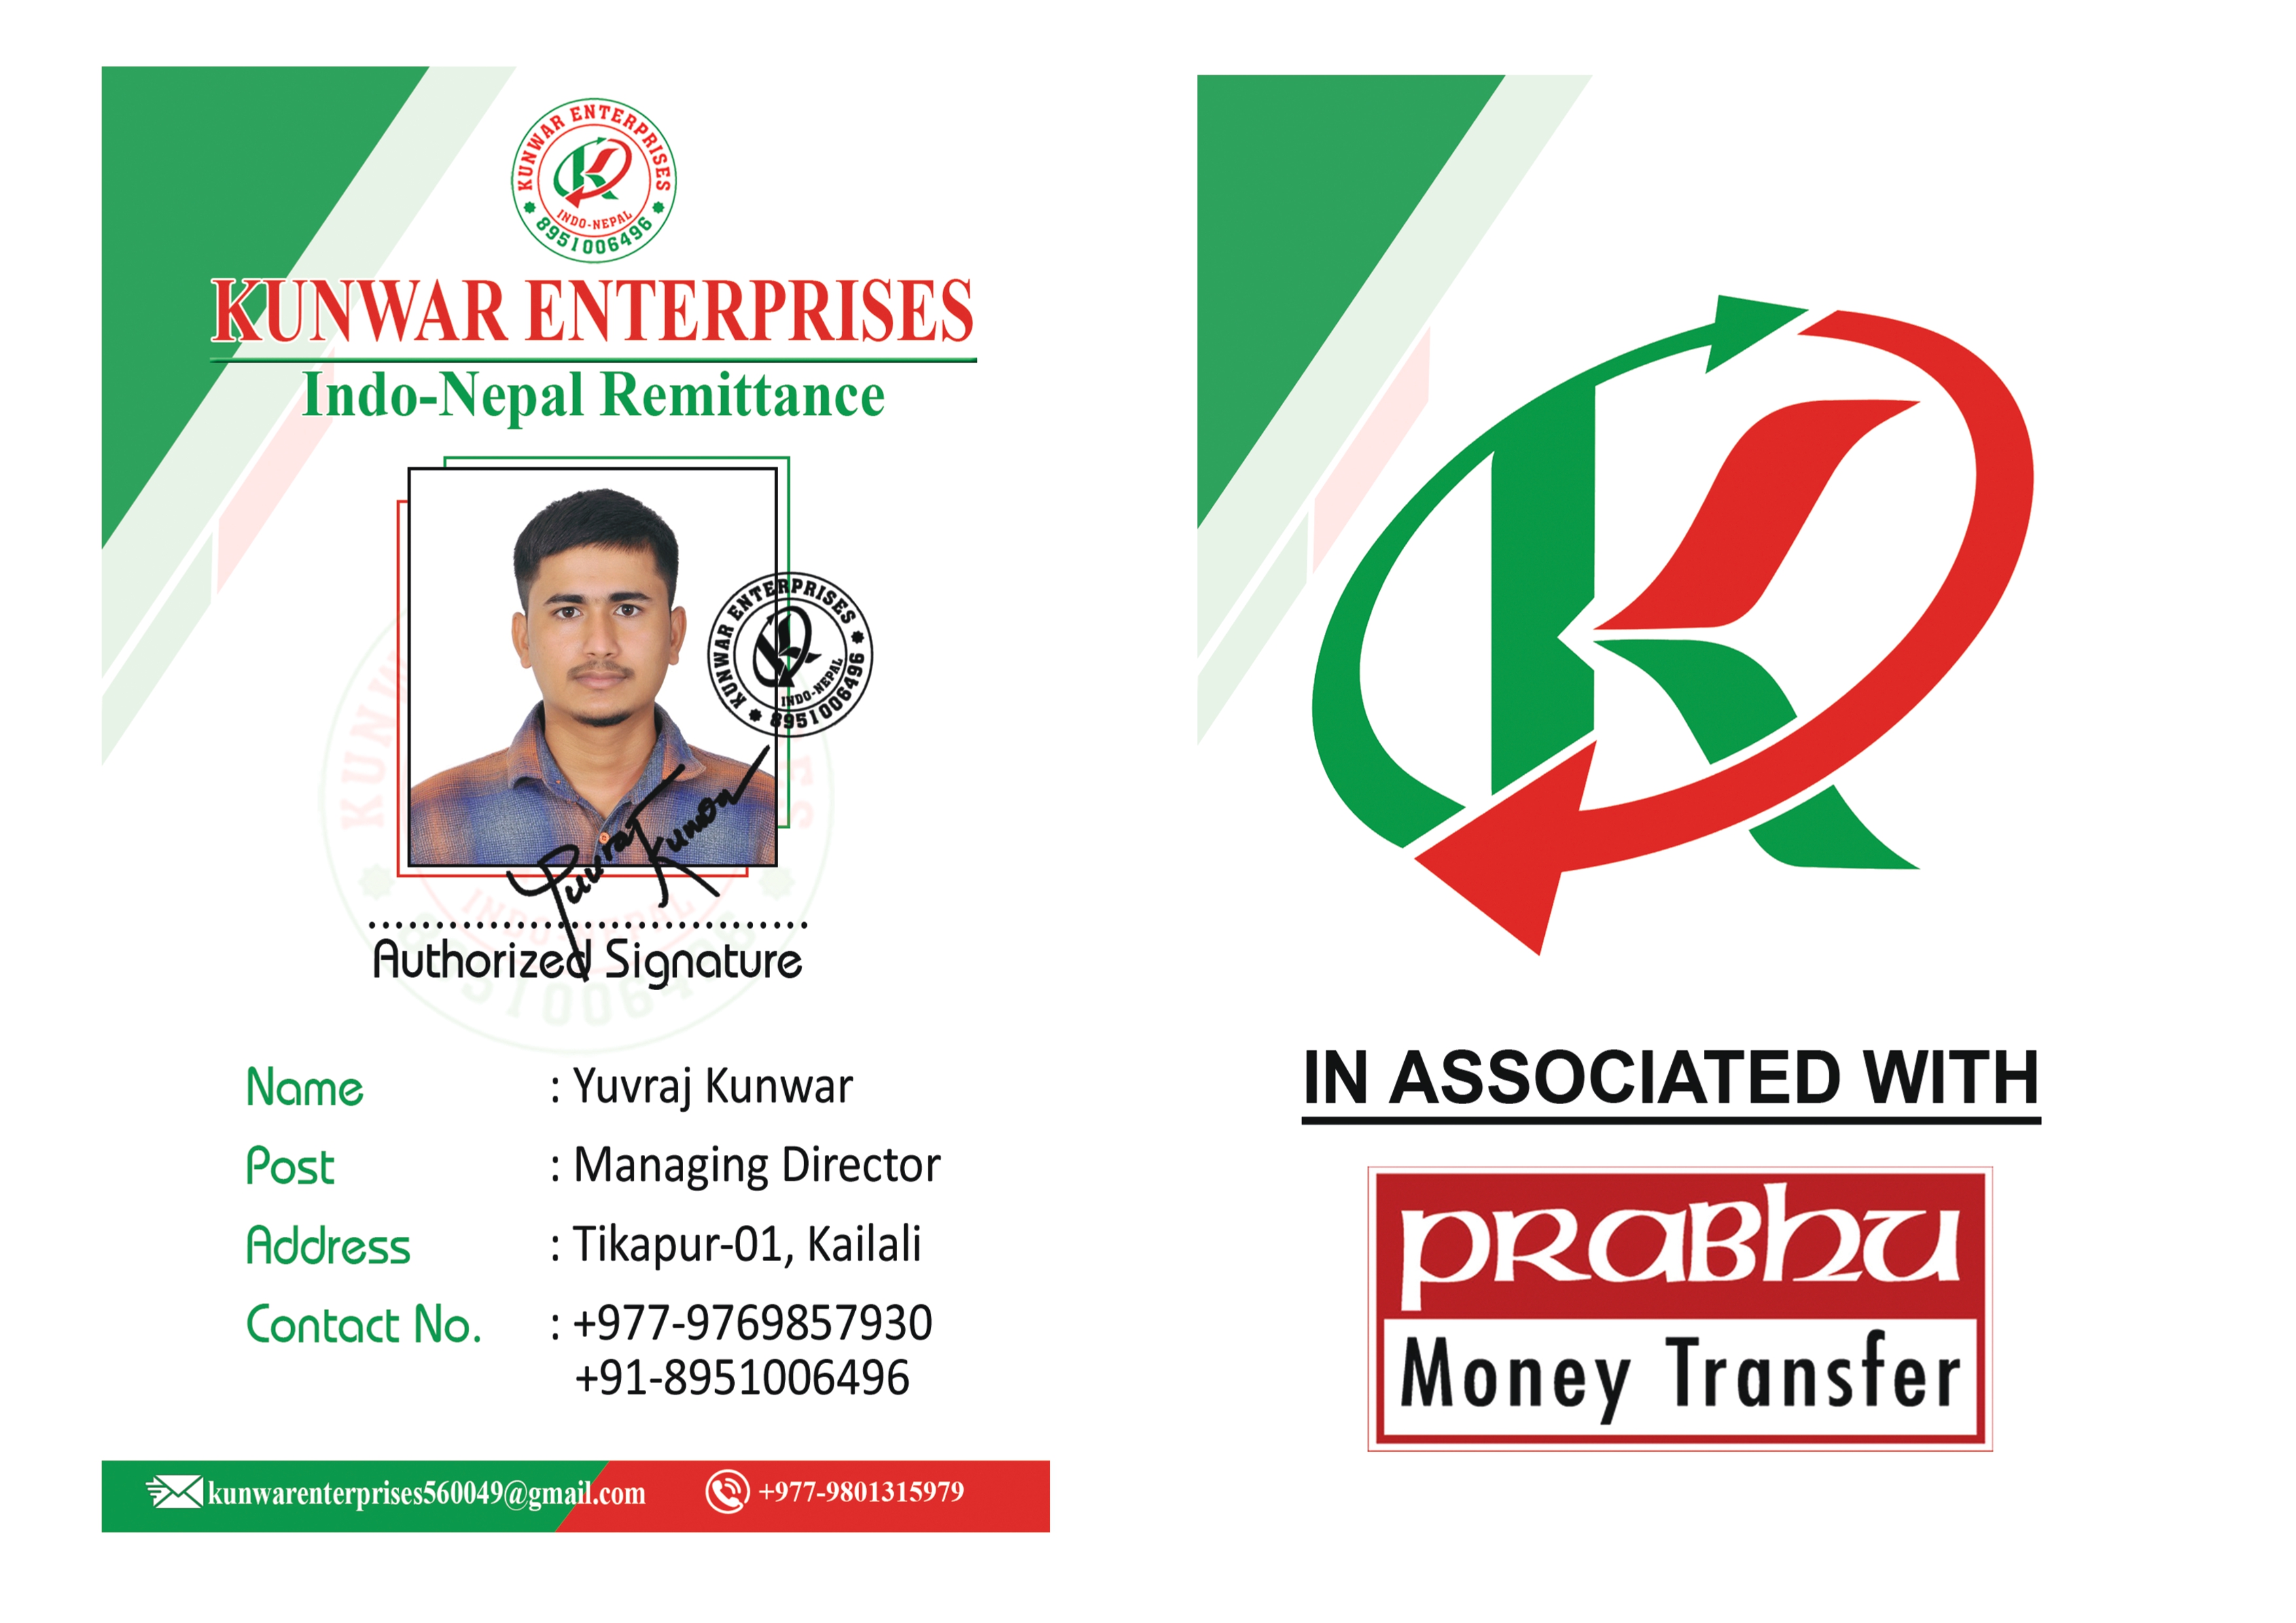 KUNWAR ENTERPRISES
INDO-NEPAL
8951006496
KUNWAR ENTERPRISES
Indo-Nepal Remittance
KUNWAR ENTERPRISES
INDO-NEPAL
8951006496
Yuvraj Kunwar
Authorized Signature
Name : Yuvraj Kunwar
Post : Managing Director
Address : Tikapur-01, Kailali
Contact No. : +977-9769857930
+91-8951006496
kunwarenterprises560049@gmail.com +977-9801315979
K
IN ASSOCIATED WITH
PRABHU
Money Transfer